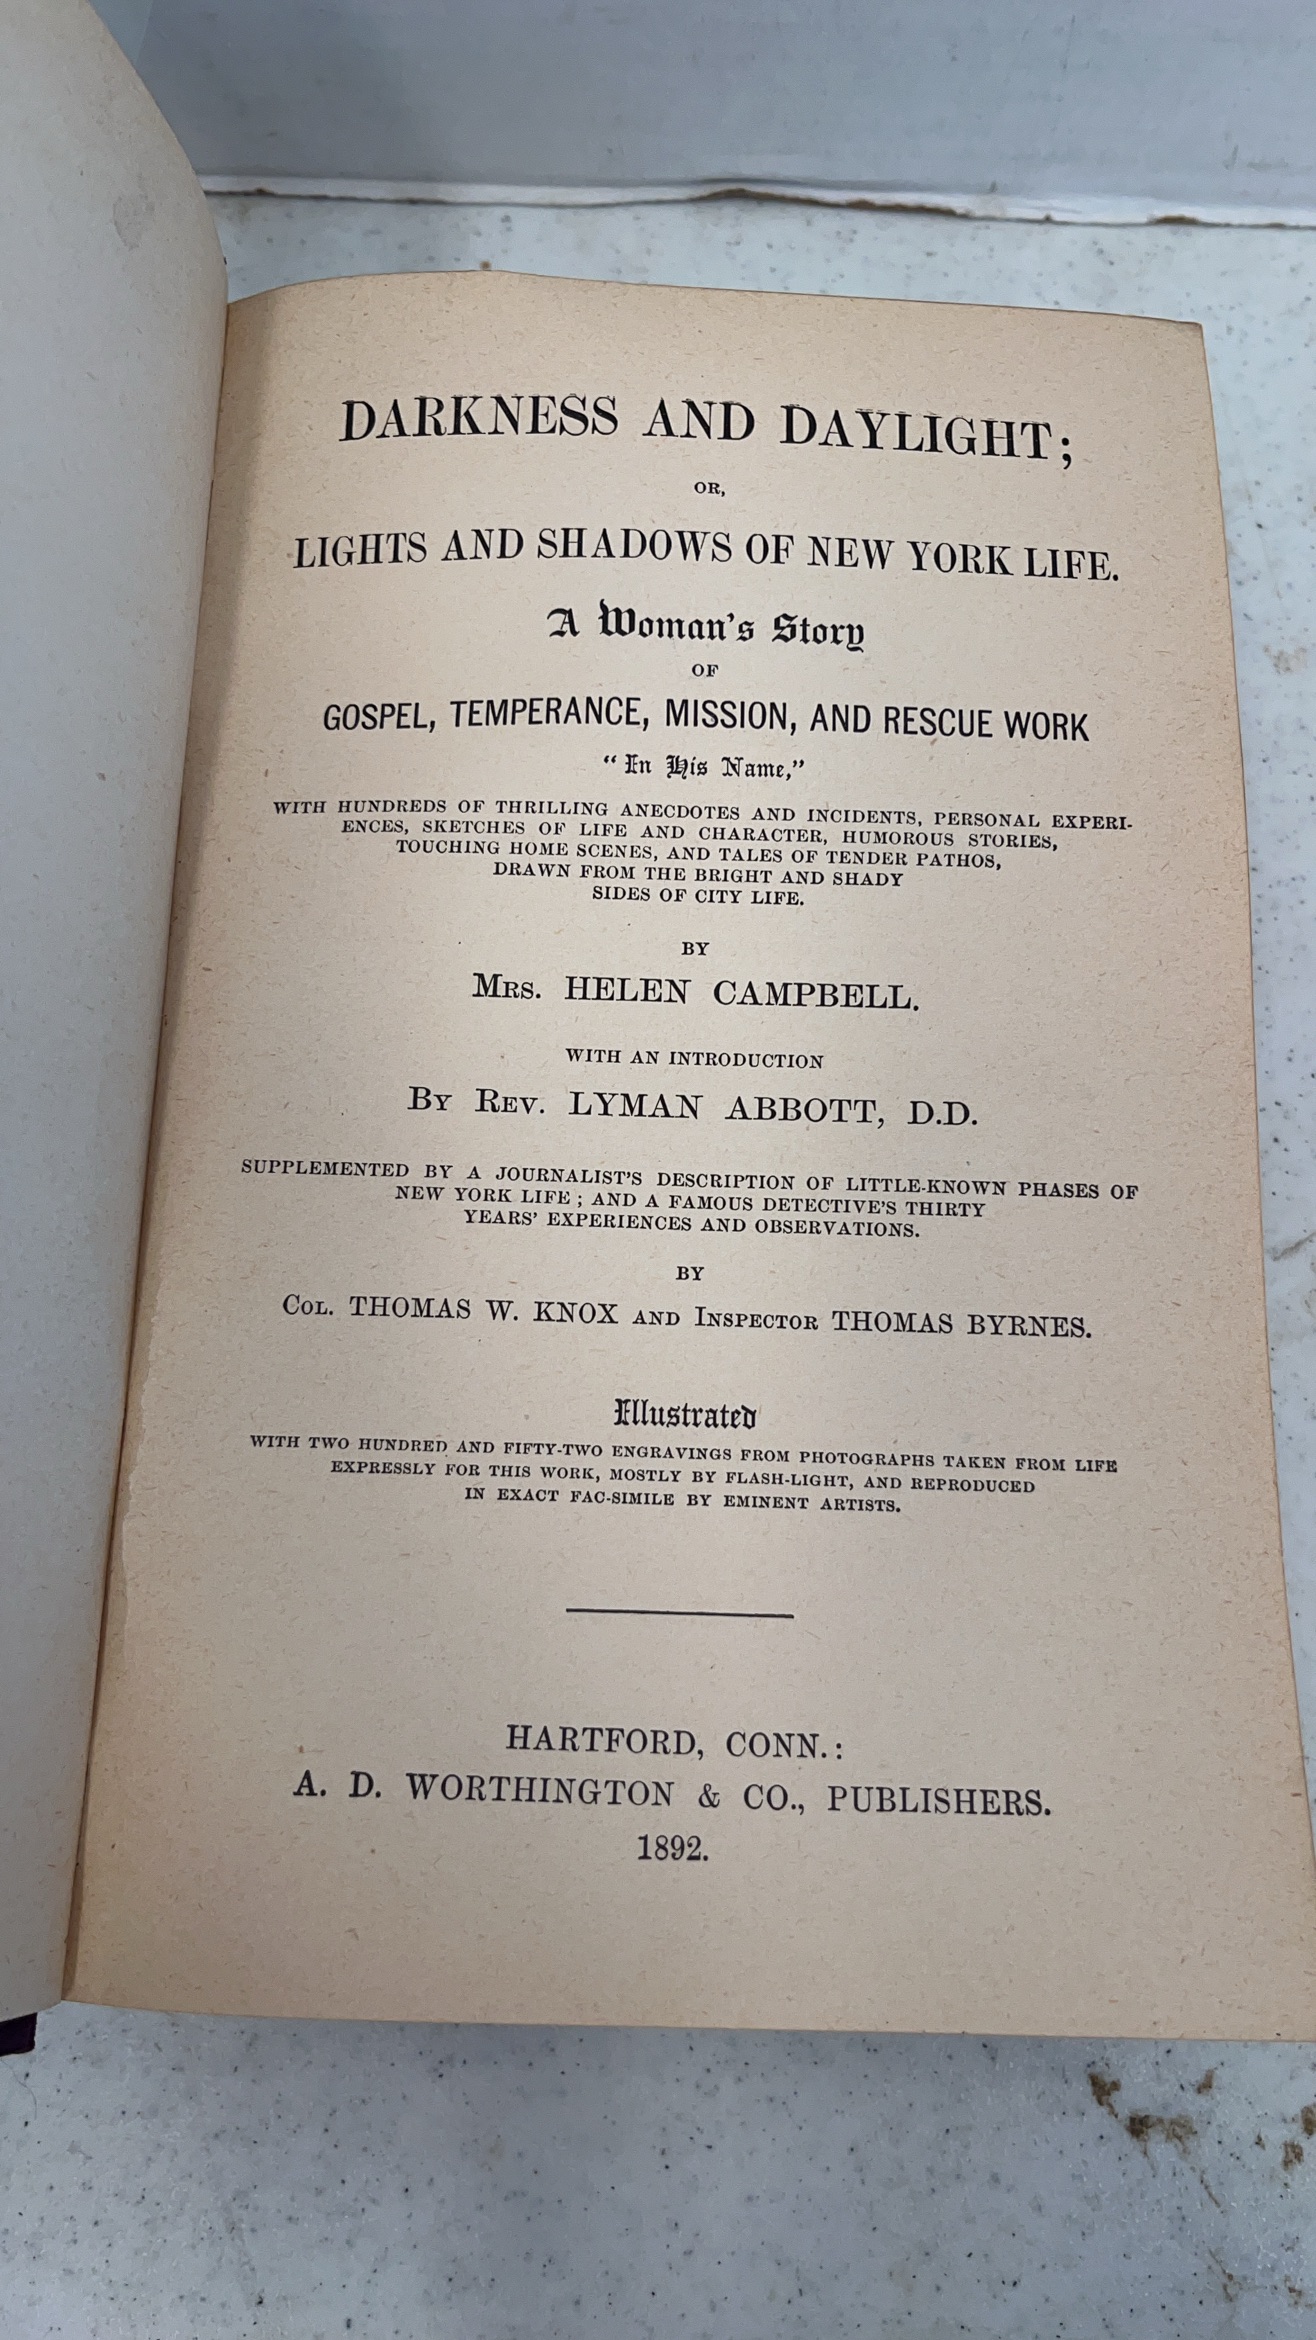 DARKNESS AND DAYLIGHT;
OR,
LIGHTS AND SHADOWS OF NEW YORK LIFE.
A Woman's Story
OF
GOSPEL, TEMPERANCE, MISSION, AND RESCUE WORK
"In His Name,"
WITH HUNDREDS OF THRILLING ANECDOTES AND INCIDENTS, PERSONAL EXPERI-
ENCES, SKETCHES OF LIFE AND CHARACTER, HUMOROUS STORIES,
TOUCHING HOME SCENES, AND TALES OF TENDER PATHOS,
DRAWN FROM THE BRIGHT AND SHADY
SIDES OF CITY LIFE.
BY
MRS. HELEN CAMPBELL.
WITH AN INTRODUCTION
BY REV. LYMAN ABBOTT, D.D.
SUPPLEMENTED BY A JOURNALIST'S DESCRIPTION OF LITTLE-KNOWN PHASES OF
NEW YORK LIFE; AND A FAMOUS DETECTIVE'S THIRTY
YEARS' EXPERIENCES AND OBSERVATIONS.
BY
COL. THOMAS W. KNOX AND INSPECTOR THOMAS BYRNES.
Illustrated
WITH TWO HUNDRED AND FIFTY-TWO ENGRAVINGS FROM PHOTOGRAPHS TAKEN FROM LIFE
EXPRESSLY FOR THIS WORK, MOSTLY BY FLASH-LIGHT, AND REPRODUCED
IN EXACT FAC-SIMILE BY EMINENT ARTISTS.
HARTFORD, CONN.:
A. D. WORTHINGTON & CO., PUBLISHERS.
1892.